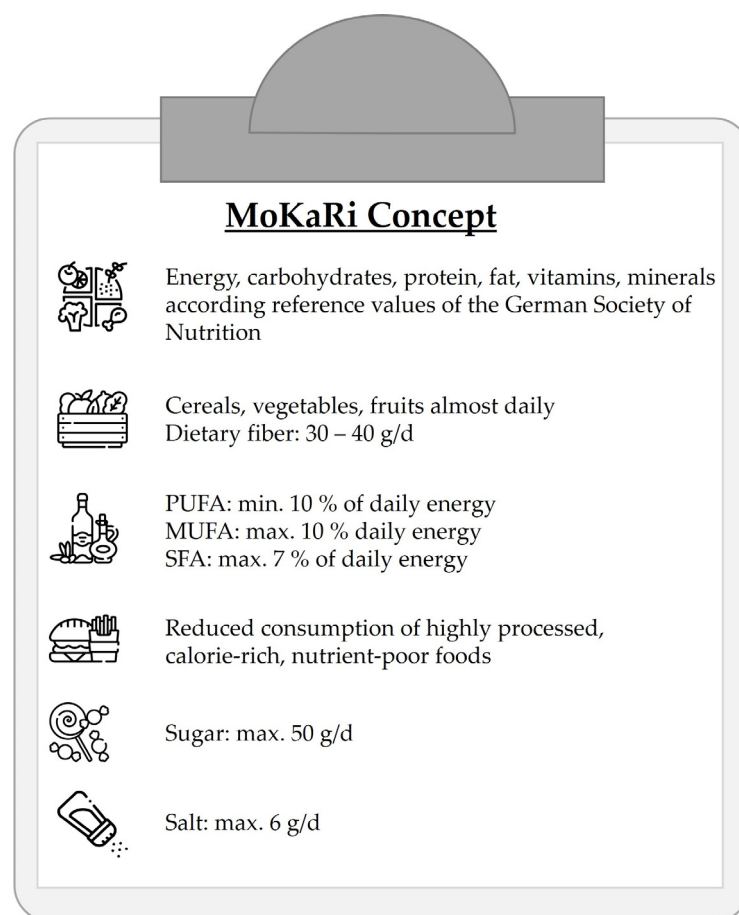 MoKaRi Concept
Energy, carbohydrates, protein, fat, vitamins, minerals
according reference values of the German Society of
Nutrition
Cereals, vegetables, fruits almost daily
Dietary fiber: 30 – 40 g/d
PUFA: min. 10 % of daily energy
MUFA: max. 10 % daily energy
SFA: max. 7 % of daily energy
Reduced consumption of highly processed,
calorie-rich, nutrient-poor foods
Sugar: max. 50 g/d
Salt: max. 6 g/d